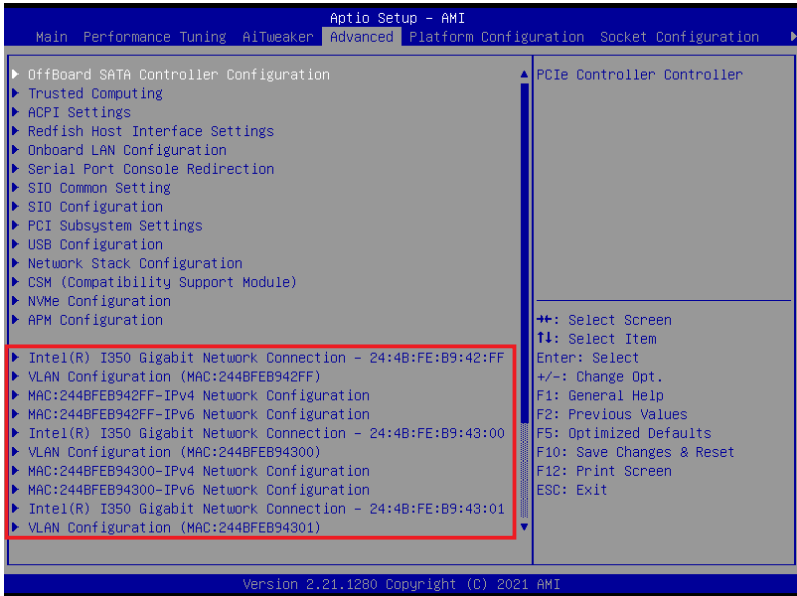 Aptio Setup - AMI
Main Performance Tuning AiTweaker Advanced Platform Configuration Socket Configuration
OffBoard SATA Controller Configuration
Trusted Computing
ACPI Settings
Redfish Host Interface Settings
Onboard LAN Configuration
Serial Port Console Redirection
SIO Common Setting
SIO Configuration
PCI Subsystem Settings
USB Configuration
Network Stack Configuration
CSM (Compatibility Support Module)
NVMe Configuration
APM Configuration
Intel(R) I350 Gigabit Network Connection - 24:4B:FE:B9:42:FF
VLAN Configuration (MAC:244BFEB942FF)
MAC:244BFEB942FF-IPv4 Network Configuration
MAC:244BFEB942FF-IPv6 Network Configuration
Intel(R) I350 Gigabit Network Connection - 24:4B:FE:B9:43:00
VLAN Configuration (MAC:244BFEB94300)
MAC:244BFEB94300-IPv4 Network Configuration
MAC:244BFEB94300-IPv6 Network Configuration
Intel(R) I350 Gigabit Network Connection - 24:4B:FE:B9:43:01
VLAN Configuration (MAC:244BFEB94301)
PCIe Controller Controller
→←: Select Screen
↑↓: Select Item
Enter: Select
+/-: Change Opt.
F1: General Help
F2: Previous Values
F5: Optimized Defaults
F10: Save Changes & Reset
F12: Print Screen
ESC: Exit
Version 2.21.1280 Copyright (C) 2021 AMI